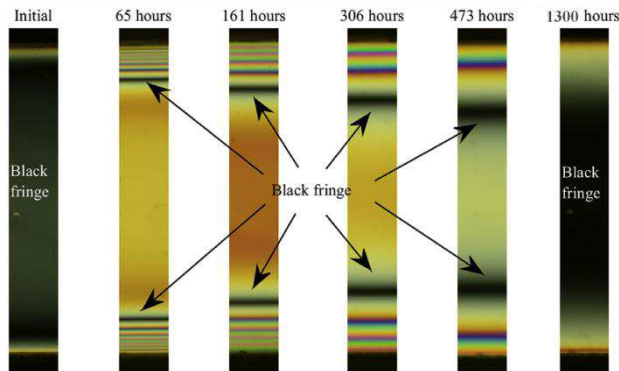 Initial
65 hours
161 hours
306 hours
473 hours
1300 hours
Black
fringe
Black fringe
Black
fringe